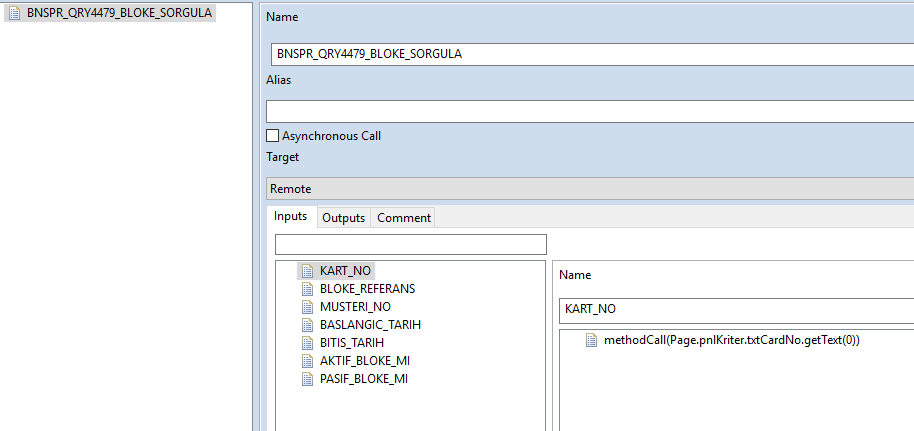 BNSPR_QRY4479_BLOKE_SORGULA
Name
BNSPR_QRY4479_BLOKE_SORGULA
Alias
Asynchronous Call
Target
Remote
Inputs
Outputs
Comment
KART_NO
BLOKE_REFERANS
MUSTERI_NO
BASLANGIC_TARIH
BITIS_TARIH
AKTIF_BLOKE_MI
PASIF_BLOKE_MI
Name
KART_NO
methodCall(Page.pnlKriter.txtCardNo.getText(0))